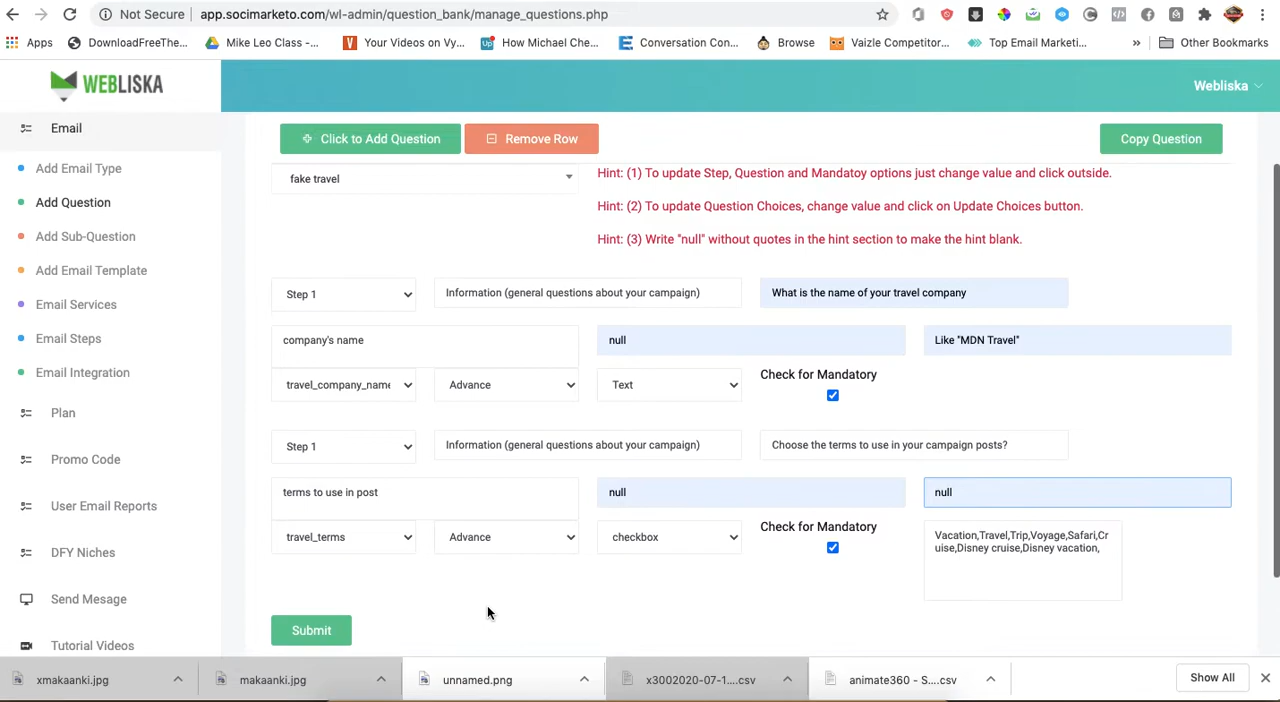 Not Secure
app.socimarketo.com/wl-admin/question_bank/manage_questions.php
Apps
DownloadFreeThe...
Mike Leo Class -...
Your Videos on Vy...
How Michael Che...
Conversation Con...
Browse
Vaizle Competitor...
Top Email Marketi...
»
Other Bookmarks
WEBLISKA
Webliska
Email
Add Email Type
Add Question
Add Sub-Question
Add Email Template
Email Services
Email Steps
Email Integration
Plan
Promo Code
User Email Reports
DFY Niches
Send Mesage
Tutorial Videos
Click to Add Question
Remove Row
Copy Question
fake travel
Hint: (1) To update Step, Question and Mandatoy options just change value and click outside.
Hint: (2) To update Question Choices, change value and click on Update Choices button.
Hint: (3) Write "null" without quotes in the hint section to make the hint blank.
Step 1
Information (general questions about your campaign)
What is the name of your travel company
company's name
null
Like "MDN Travel"
travel_company_name
Advance
Text
Check for Mandatory
Step 1
Information (general questions about your campaign)
Choose the terms to use in your campaign posts?
terms to use in post
null
null
travel_terms
Advance
checkbox
Check for Mandatory
Vacation,Travel,Trip,Voyage,Safari,Cr
uise,Disney cruise,Disney vacation,
Submit
xmakaanki.jpg
makaanki.jpg
unnamed.png
x3002020-07-1....csv
animate360 - S....csv
Show All